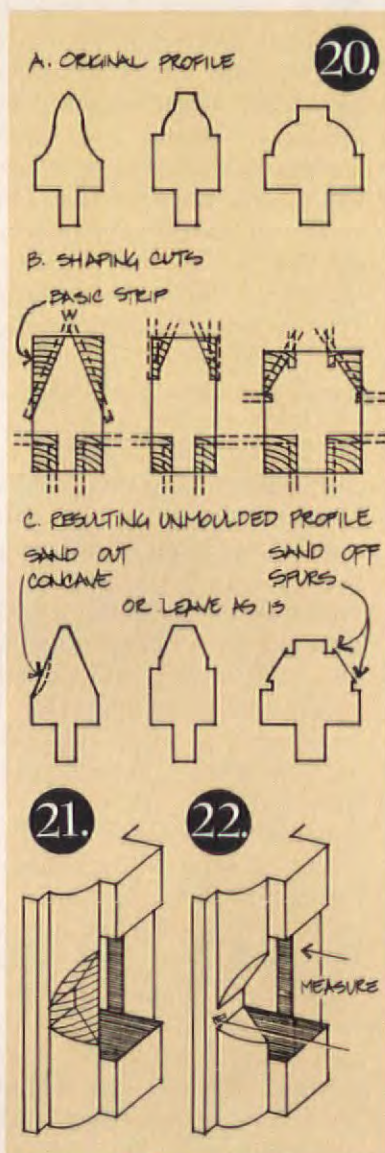 20.
A. ORIGINAL PROFILE
B. SHAPING CUTS
BASIC STRIP
C. RESULTING UNMOULDED PROFILE
SAND OUT
CONCAVE
SAND OFF
SPURS
OR LEAVE AS IS
21.
22.
MEASURE